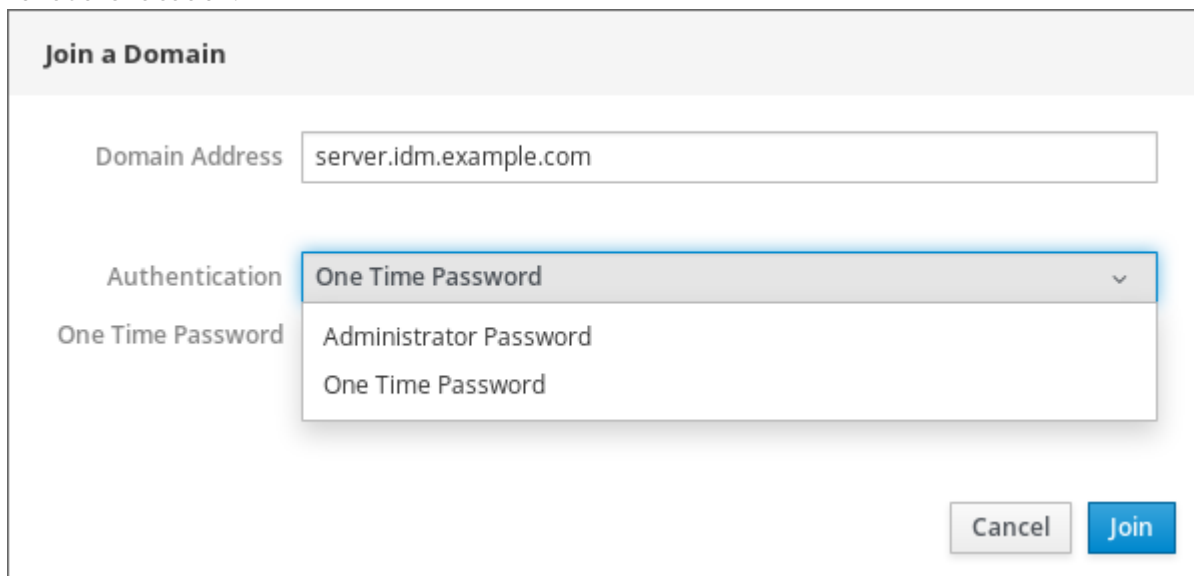 Join a Domain
Domain Address server.idm.example.com
Authentication One Time Password
One Time Password
Administrator Password
One Time Password
Cancel Join